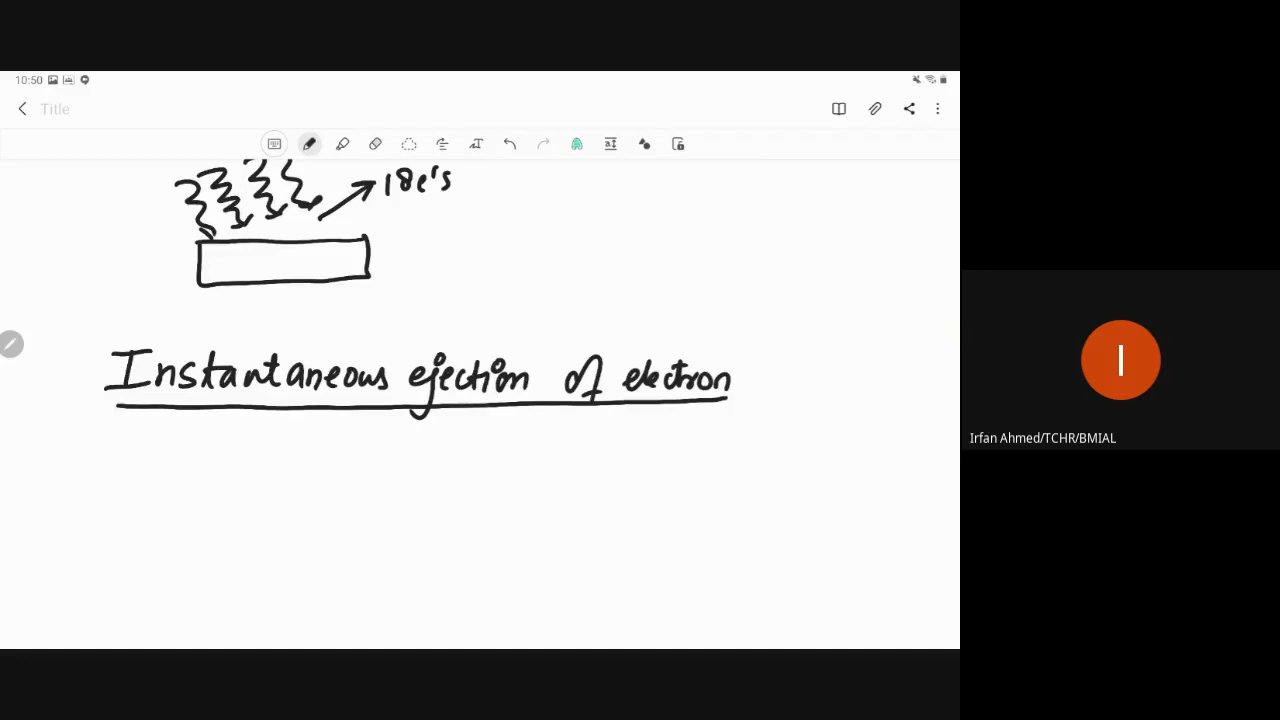 10:50
Title
18e's
Instantaneous ejection of electron
I
Irfan Ahmed/TCHR/BMIAL